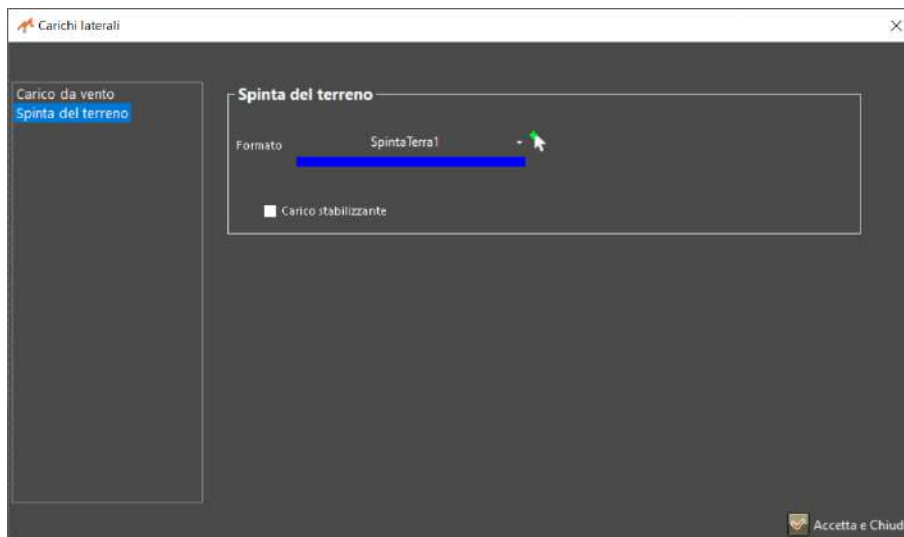 Carichi laterali
Carico da vento
Spinta del terreno
Spinta del terreno
Formato
SpintaTerra1
Carico stabilizzante
Accetta e Chiud